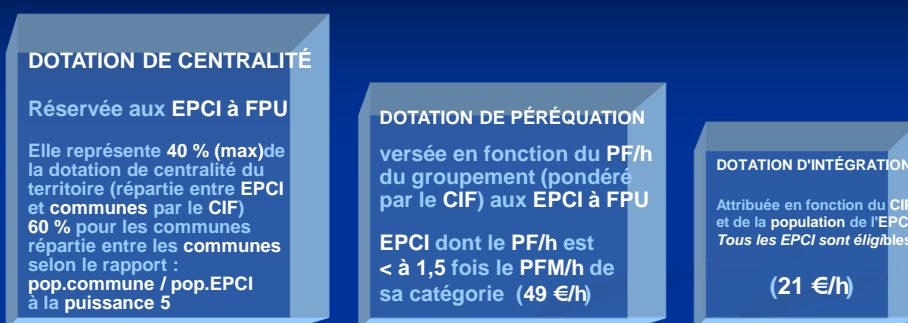 DOTATION DE CENTRALITÉ
Réservée aux EPCI à FPU
Elle représente 40 % (max)de
la dotation de centralité du
territoire (répartie entre EPCI
et communes par le CIF)
60 % pour les communes
répartie entre les communes
selon le rapport :
pop.commune / pop.EPCI
à la puissance 5
DOTATION DE PÉRÉQUATION
versée en fonction du PF/h
du groupement (pondéré
par le CIF) aux EPCI à FPU
EPCI dont le PF/h est
< à 1,5 fois le PFM/h de
sa catégorie (49 €/h)
DOTATION D'INTÉGRATION
Attribuée en fonction du CIF
et de la population de l'EPCI
Tous les EPCI sont éligibles
(21 €/h)